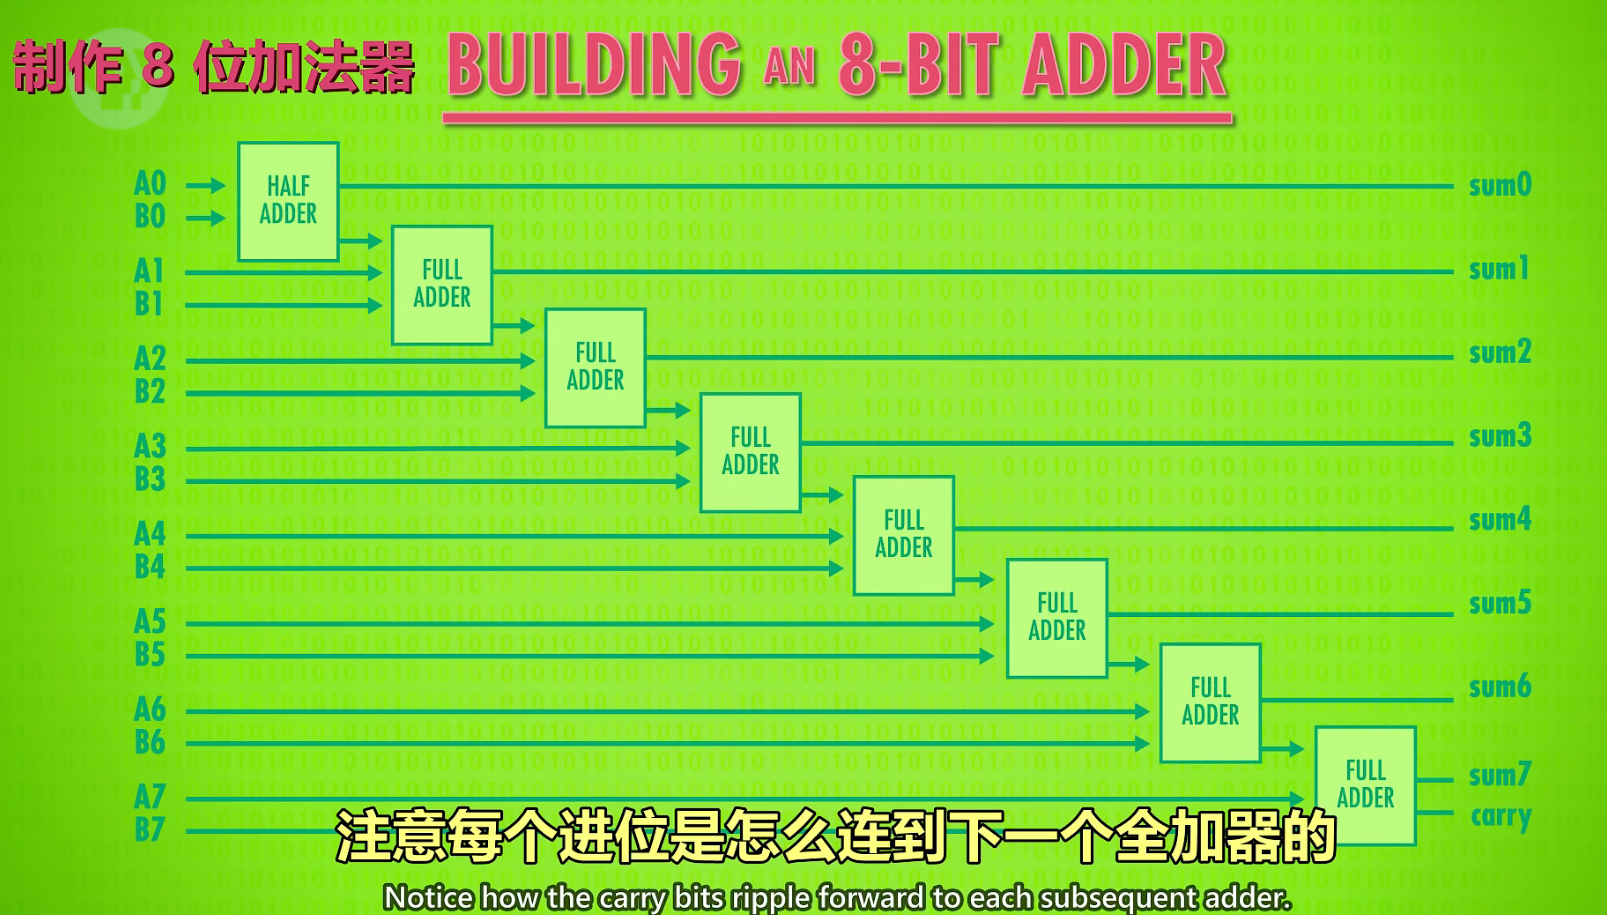 制作 8 位加法器 BUILDING AN 8-BIT ADDER
A0
B0
HALF
ADDER
sum0
A1
B1
FULL
ADDER
sum1
A2
B2
FULL
ADDER
sum2
A3
B3
FULL
ADDER
sum3
A4
B4
FULL
ADDER
sum4
A5
B5
FULL
ADDER
sum5
A6
B6
FULL
ADDER
sum6
A7
B7
FULL
ADDER
sum7
carry
注意每个进位是怎么连到下一个全加器的
Notice how the carry bits ripple forward to each subsequent adder.